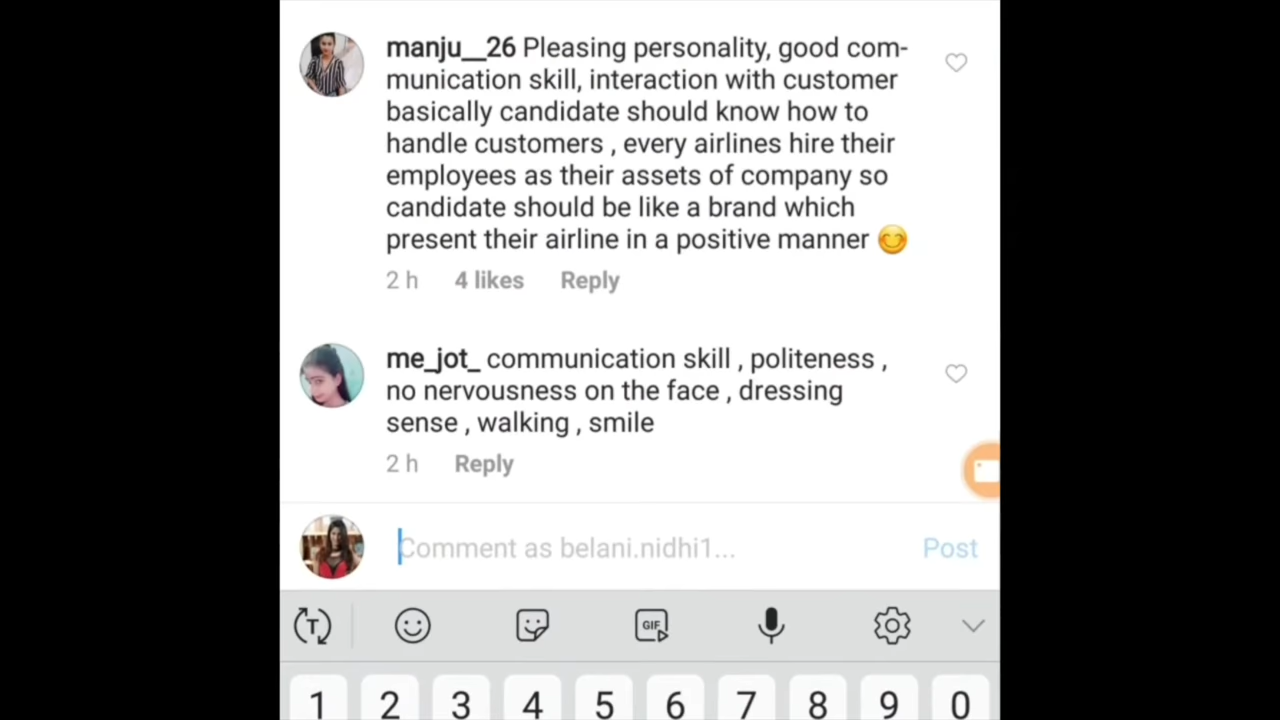 manju__26 Pleasing personality, good com-
munication skill, interaction with customer
basically candidate should know how to
handle customers , every airlines hire their
employees as their assets of company so
candidate should be like a brand which
present their airline in a positive manner 😊
2 h 4 likes Reply
me_jot_ communication skill , politeness ,
no nervousness on the face , dressing
sense , walking , smile
2 h Reply
Comment as belani.nidhi1... Post
T GIF
1 2 3 4 5 6 7 8 9 0